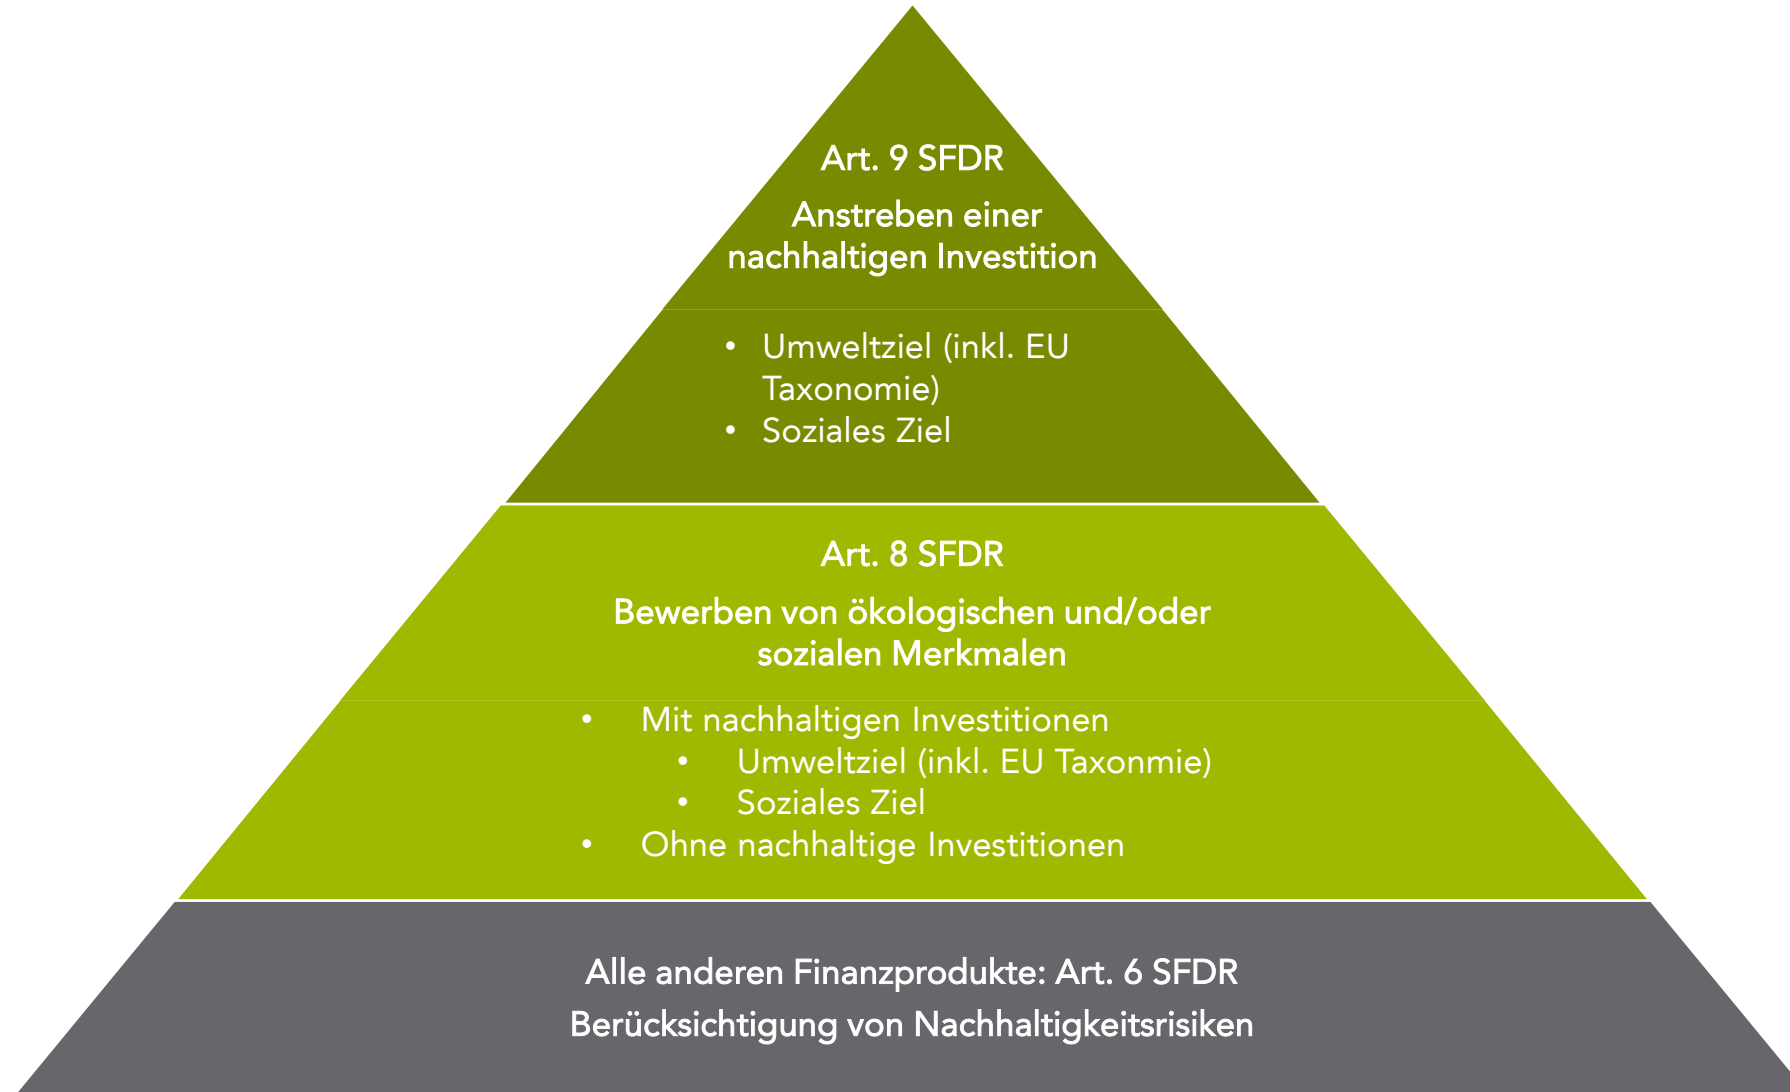 Art. 9 SFDR
Anstreben einer
nachhaltigen Investition
• Umweltziel (inkl. EU
Taxonomie)
• Soziales Ziel
Art. 8 SFDR
Bewerben von ökologischen und/oder
sozialen Merkmalen
• Mit nachhaltigen Investitionen
• Umweltziel (inkl. EU Taxonmie)
• Soziales Ziel
• Ohne nachhaltige Investitionen
Alle anderen Finanzprodukte: Art. 6 SFDR
Berücksichtigung von Nachhaltigkeitsrisiken